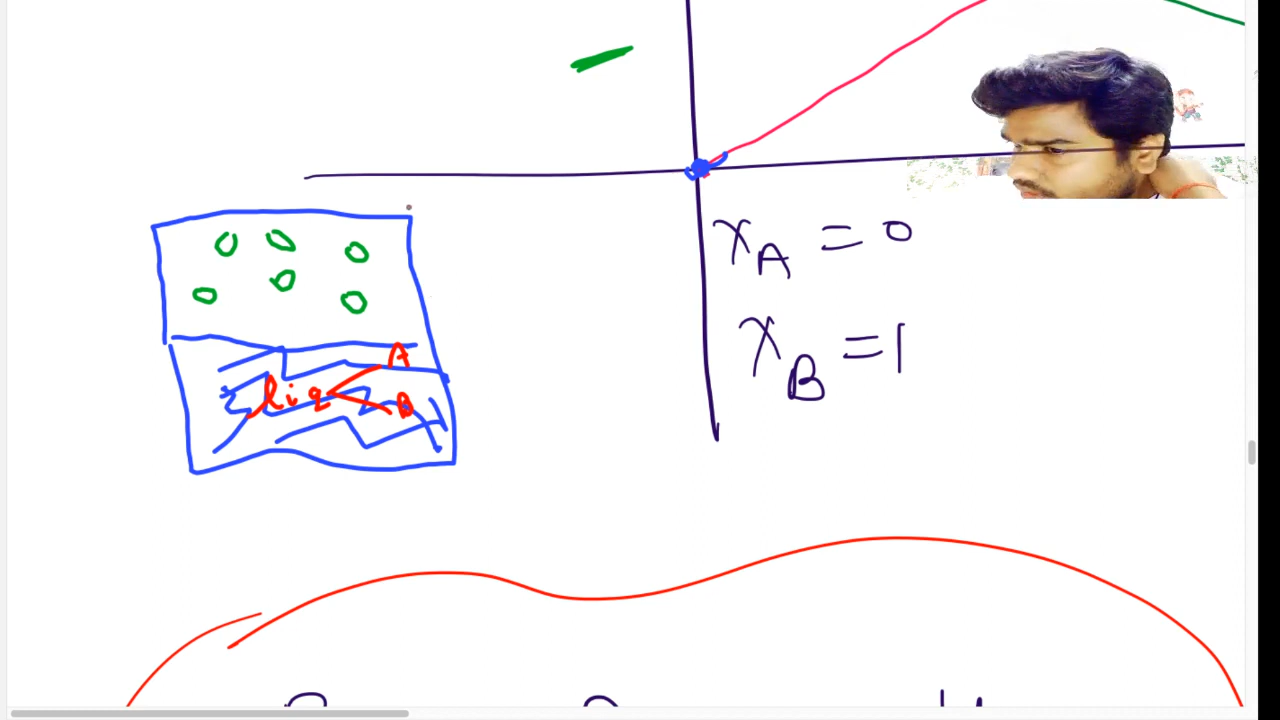 x_A = 0
x_B = 1
liq A
B